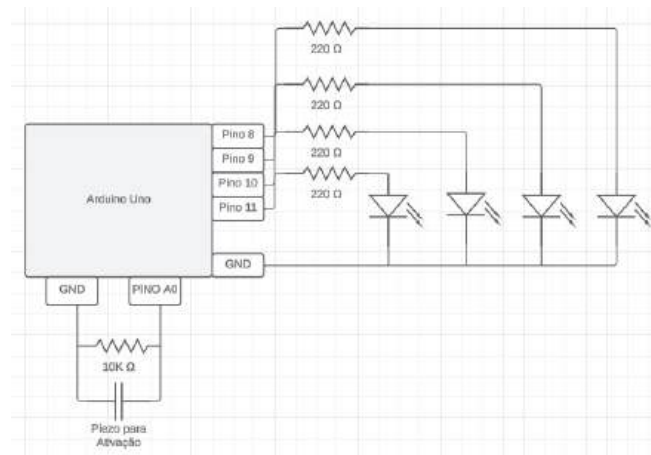 220 Ω
220 Ω
Pino 8
220 Ω
Pino 9
Pino 10
220 Ω
Arduino Uno
Pino 11
GND
GND
PINO A0
10K Ω
Piezo para
Ativação